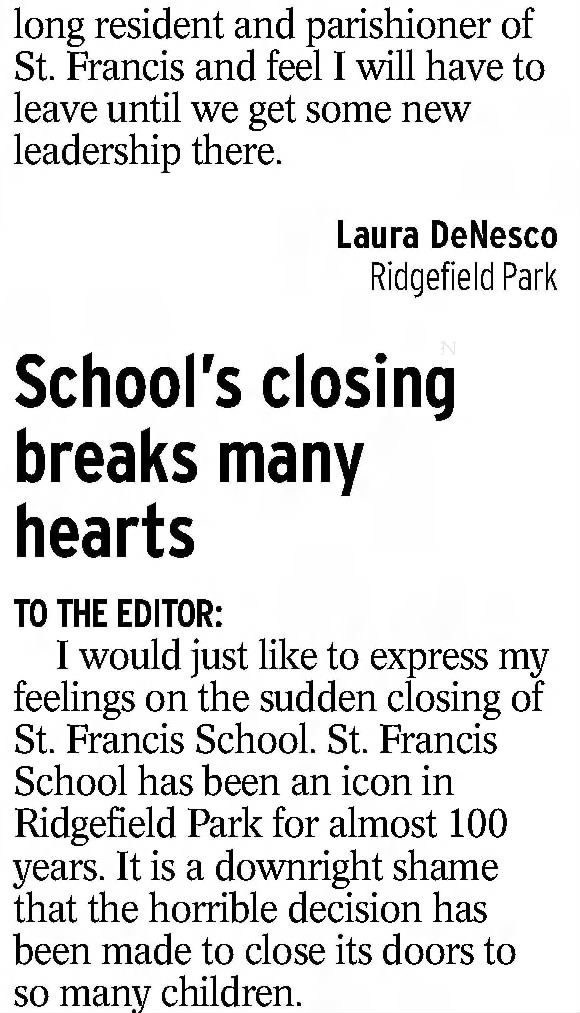 long resident and parishioner of
St. Francis and feel I will have to
leave until we get some new
leadership there.
Laura DeNesco
Ridgefield Park
School's closing
breaks many
hearts
TO THE EDITOR:
I would just like to express my
feelings on the sudden closing of
St. Francis School. St. Francis
School has been an icon in
Ridgefield Park for almost 100
years. It is a downright shame
that the horrible decision has
been made to close its doors to
so many children.